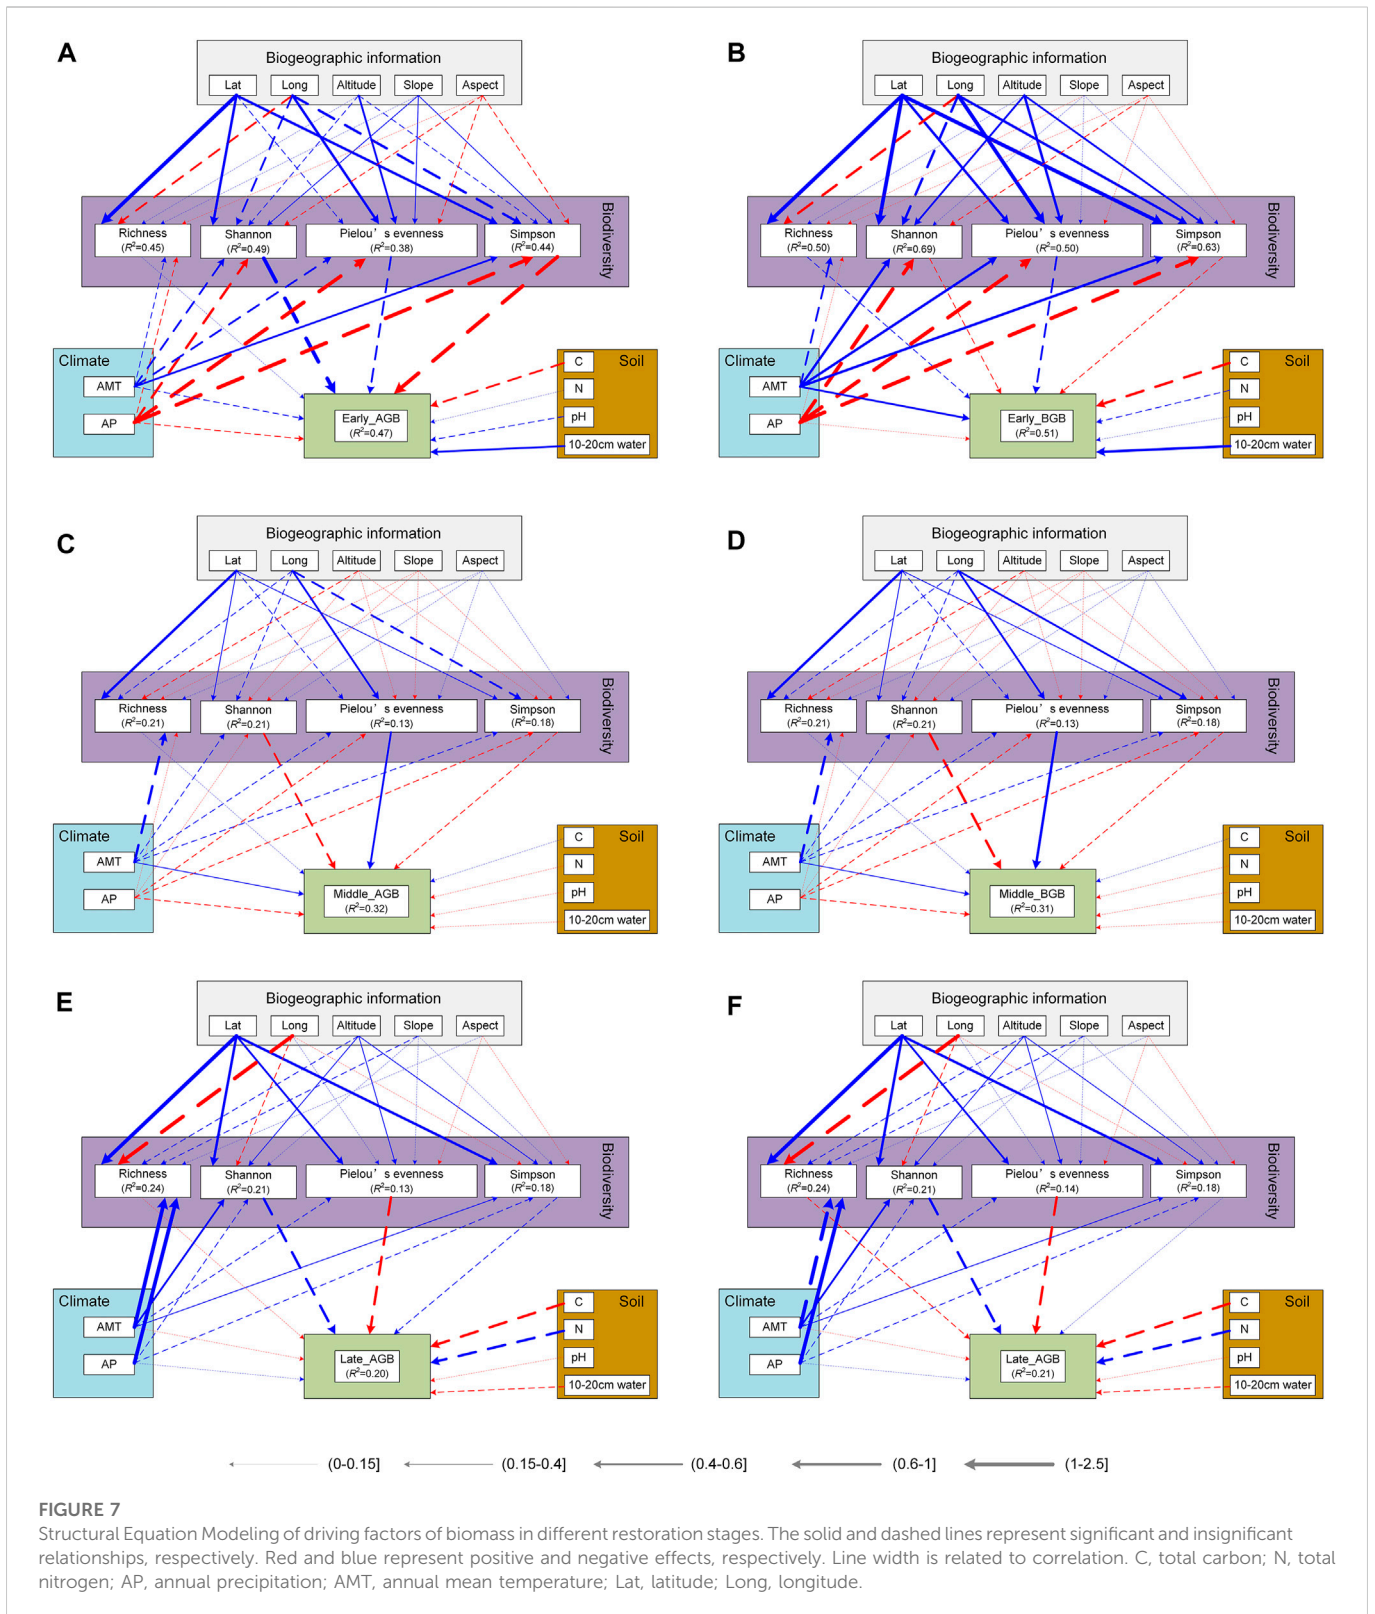 A
Biogeographic information
Lat Long Altitude Slope Aspect
Biodiversity
Richness Shannon Pielou’s evenness Simpson
(R²=0.45) (R²=0.49) (R²=0.38) (R²=0.44)
Climate
AMT
AP
Early_AGB
(R²=0.47)
Soil
C
N
pH
10-20cm water
B
Biogeographic information
Lat Long Altitude Slope Aspect
Biodiversity
Richness Shannon Pielou’s evenness Simpson
(R²=0.50) (R²=0.69) (R²=0.50) (R²=0.63)
Climate
AMT
AP
Early_BGB
(R²=0.51)
Soil
C
N
pH
10-20cm water
C
Biogeographic information
Lat Long Altitude Slope Aspect
Biodiversity
Richness Shannon Pielou’s evenness Simpson
(R²=0.21) (R²=0.21) (R²=0.13) (R²=0.18)
Climate
AMT
AP
Middle_AGB
(R²=0.32)
Soil
C
N
pH
10-20cm water
D
Biogeographic information
Lat Long Altitude Slope Aspect
Biodiversity
Richness Shannon Pielou’s evenness Simpson
(R²=0.21) (R²=0.21) (R²=0.13) (R²=0.18)
Climate
AMT
AP
Middle_BGB
(R²=0.31)
Soil
C
N
pH
10-20cm water
E
Biogeographic information
Lat Long Altitude Slope Aspect
Biodiversity
Richness Shannon Pielou’s evenness Simpson
(R²=0.24) (R²=0.21) (R²=0.13) (R²=0.18)
Climate
AMT
AP
Late_AGB
(R²=0.20)
Soil
C
N
pH
10-20cm water
F
Biogeographic information
Lat Long Altitude Slope Aspect
Biodiversity
Richness Shannon Pielou’s evenness Simpson
(R²=0.24) (R²=0.21) (R²=0.14) (R²=0.18)
Climate
AMT
AP
Late_AGB
(R²=0.21)
Soil
C
N
pH
10-20cm water
(0-0.15] (0.15-0.4] (0.4-0.6] (0.6-1] (1-2.5]
FIGURE 7
Structural Equation Modeling of driving factors of biomass in different restoration stages. The solid and dashed lines represent significant and insignificant
relationships, respectively. Red and blue represent positive and negative effects, respectively. Line width is related to correlation. C, total carbon; N, total
nitrogen; AP, annual precipitation; AMT, annual mean temperature; Lat, latitude; Long, longitude.